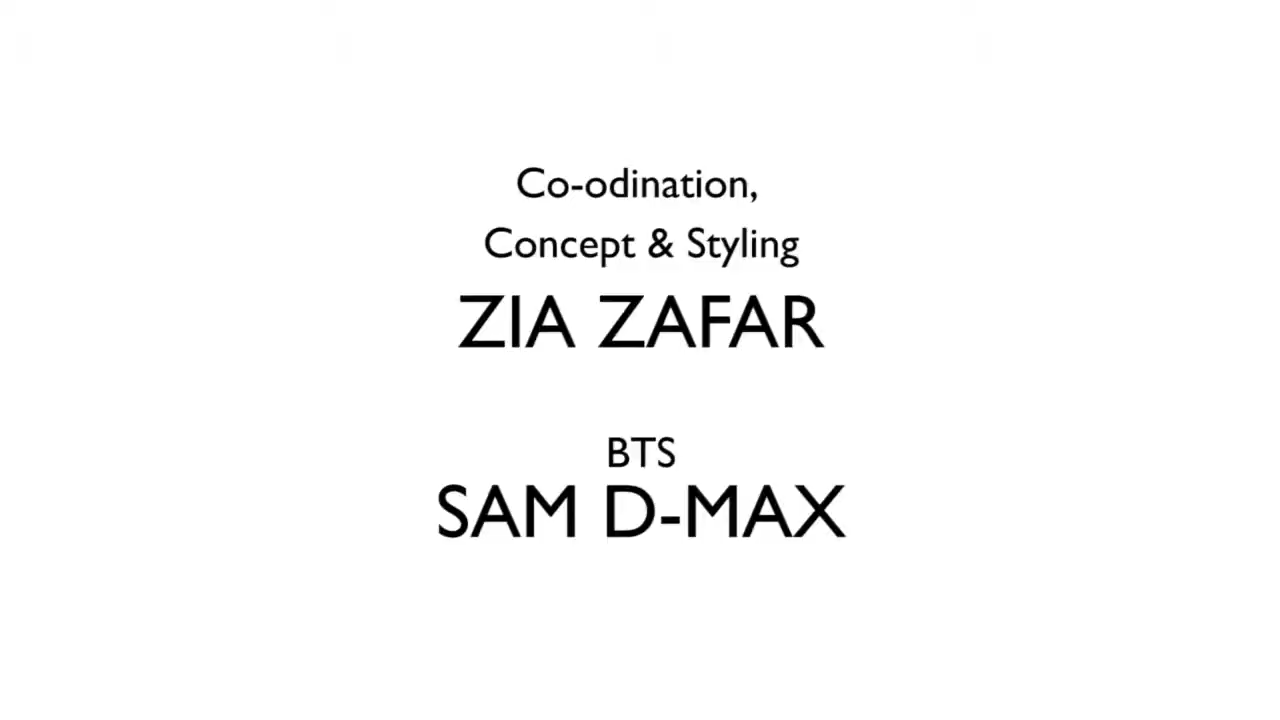 Co-odination,
Concept & Styling
ZIA ZAFAR
BTS
SAM D-MAX